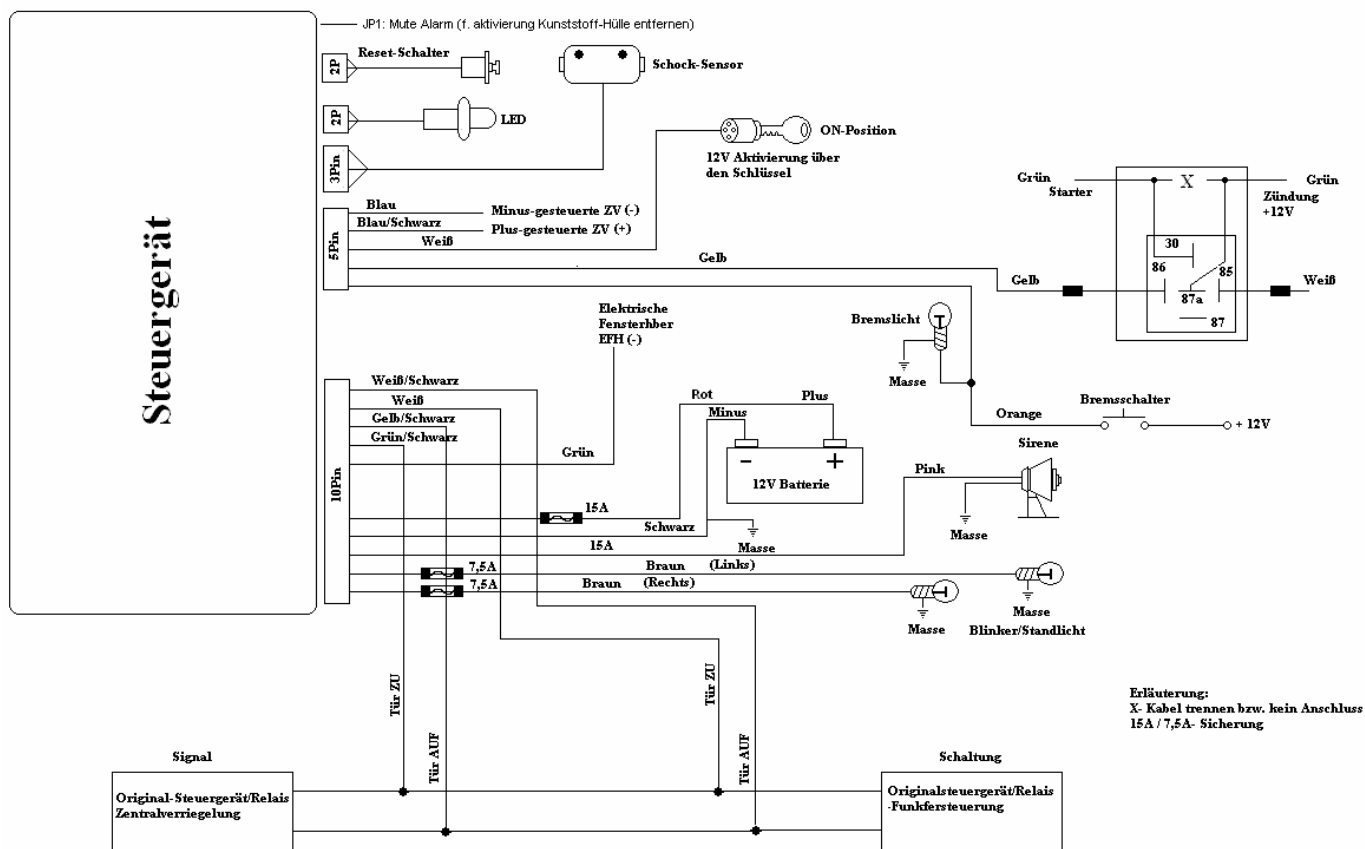 JP1: Mute Alarm (f. aktivierung Kunststoff-Hülle entfernen)
2P
Reset-Schalter
Schock-Sensor
2P
LED
ON-Position
12V Aktivierung über
den Schlüssel
3Pin
Grün
Starter
X
Grün
Zündung
+12V
5Pin
Blau
Minus-gesteuerte ZV (-)
Blau/Schwarz
Plus-gesteuerte ZV (+)
Weiß
Gelb
30
86
85
87a
87
Gelb
Weiß
Steuergerät
Elektrische
Fensterhber
EFH (-)
Bremslicht
Masse
10Pin
Weiß/Schwarz
Weiß
Gelb/Schwarz
Grün/Schwarz
Grün
Rot
Plus
Minus
-
+
12V Batterie
Orange
Bremsschalter
+ 12V
Sirene
Pink
Masse
15A
Schwarz
Masse
15A
7,5A
Braun
(Links)
7,5A
Braun
(Rechts)
Masse
Masse
Blinker/Standlicht
Tür ZU
Tür AUF
Tür ZU
Tür AUF
Erläuterung:
X- Kabel trennen bzw. kein Anschluss
15A / 7,5A- Sicherung
Signal
Original-Steuergerät/Relais
Zentralverriegelung
Schaltung
Originalsteuergerät/Relais
-Funkfersteuerung